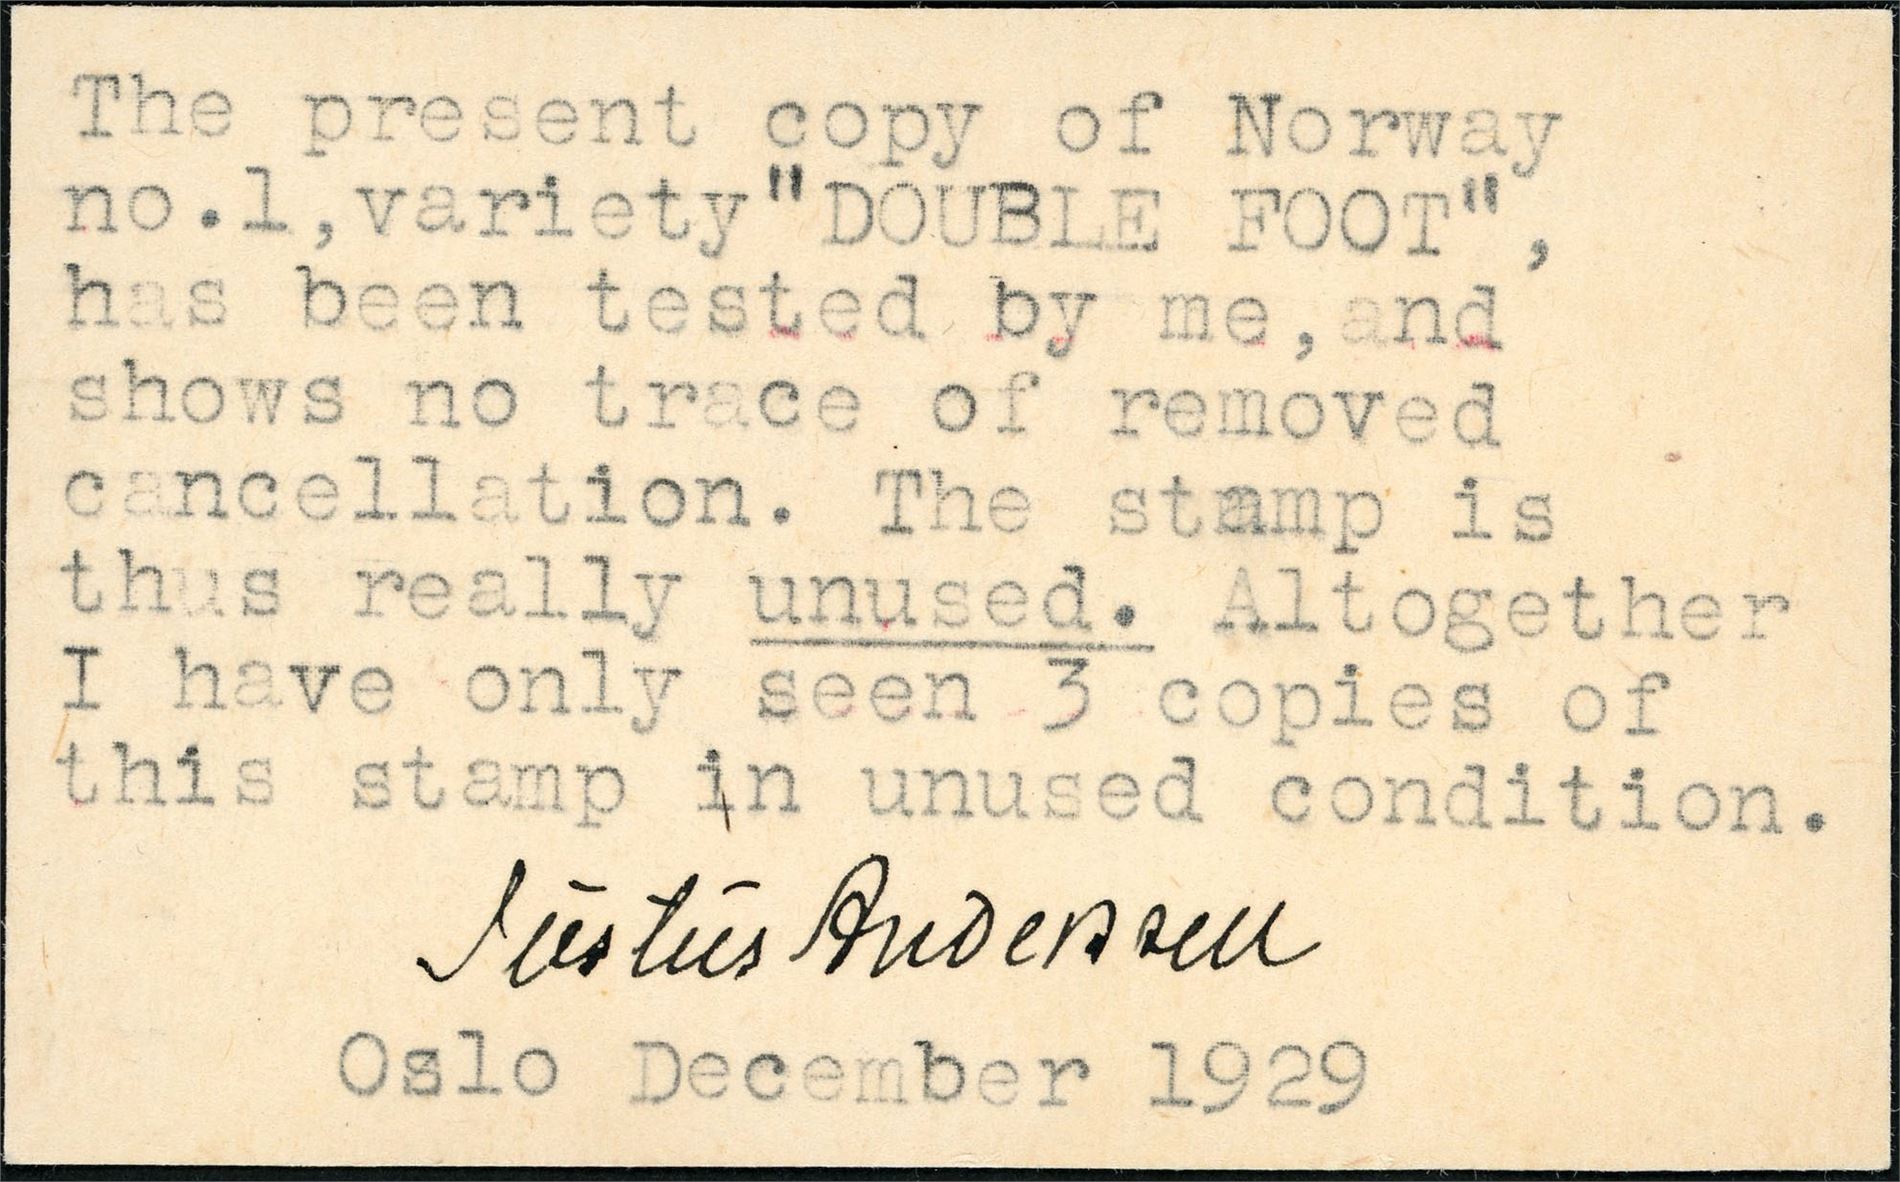 The present copy of Norway
no.1,variety"DOUBLE FOOT",
has been tested by me,and
shows no trace of removed
cancellation. The stamp is
thus really unused. Altogether
I have only seen 3 copies of
this stamp in unused condition.
Justus Anderssen
Oslo December 1929